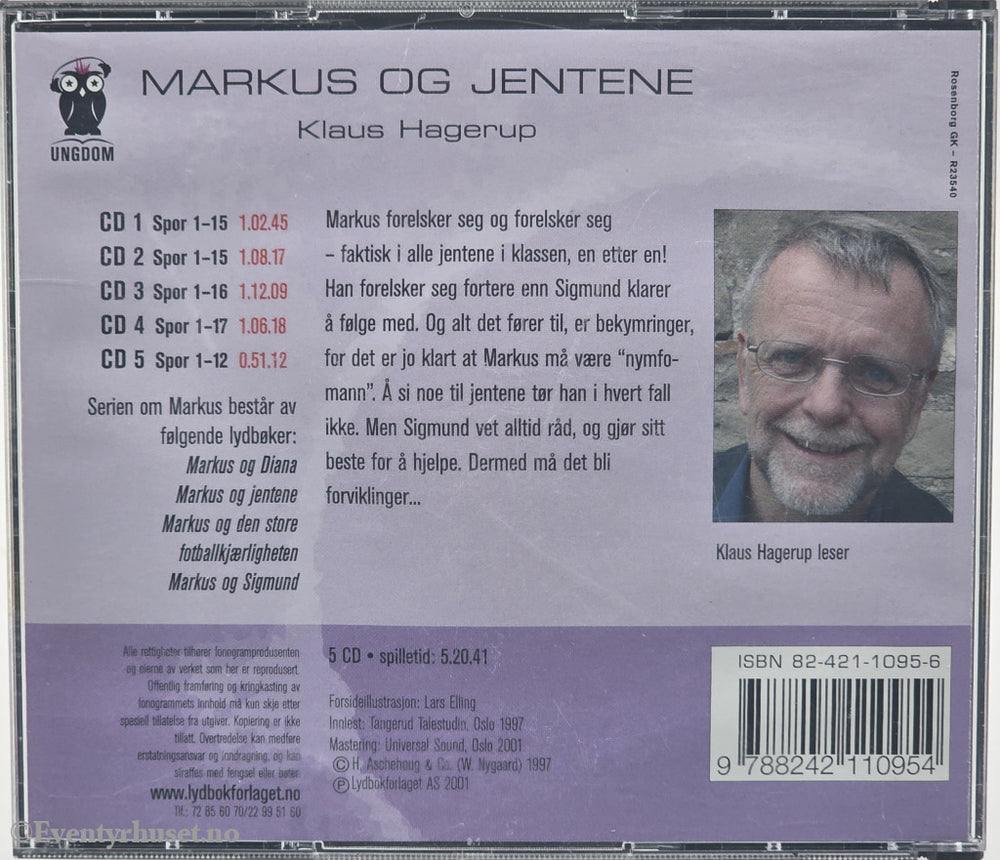 MARKUS OG JENTENE
Klaus Hagerup
UNGDOM
Rosenborg GK – R23540
CD 1 Spor 1–15 1.02.45
CD 2 Spor 1–15 1.08.17
CD 3 Spor 1–16 1.12.09
CD 4 Spor 1–17 1.06.18
CD 5 Spor 1–12 0.51.12
Serien om Markus består av
følgende lydbøker:
Markus og Diana
Markus og jentene
Markus og den store
fotballkjærligheten
Markus og Sigmund
Markus forelsker seg og forelsker seg
– faktisk i alle jentene i klassen, en etter en!
Han forelsker seg fortere enn Sigmund klarer
å følge med. Og alt det fører til, er bekymringer,
for det er jo klart at Markus må være "nymfo-
mann". Å si noe til jentene tør han i hvert fall
ikke. Men Sigmund vet alltid råd, og gjør sitt
beste for å hjelpe. Dermed må det bli
forviklinger...
Klaus Hagerup leser
Alle rettigheter tilhører fonogramprodusenten
og eierne av verket som her er reprodusert.
Offentlig framføring og kringkasting av
fonogrammets innhold må kun skje etter
spesiell tillatelse fra utgiver. Kopiering er ikke
tillatt. Overtredelse kan medføre
erstatningsansvar og inndragning, og kan
straffes med fengsel eller bøter.
www.lydbokforlaget.no
Tlf.: 72 85 60 70/22 99 51 60
5 CD • spilletid: 5.20.41
Forsideillustrasjon: Lars Elling
Innlest: Tangerud Talestudio, Oslo 1997
Mastering: Universal Sound, Oslo 2001
© H. Aschehoug & Co. (W. Nygaard) 1997
℗ Lydbokforlaget AS 2001
ISBN 82-421-1095-6
9 788242 110954
©Eventyrhuset.no